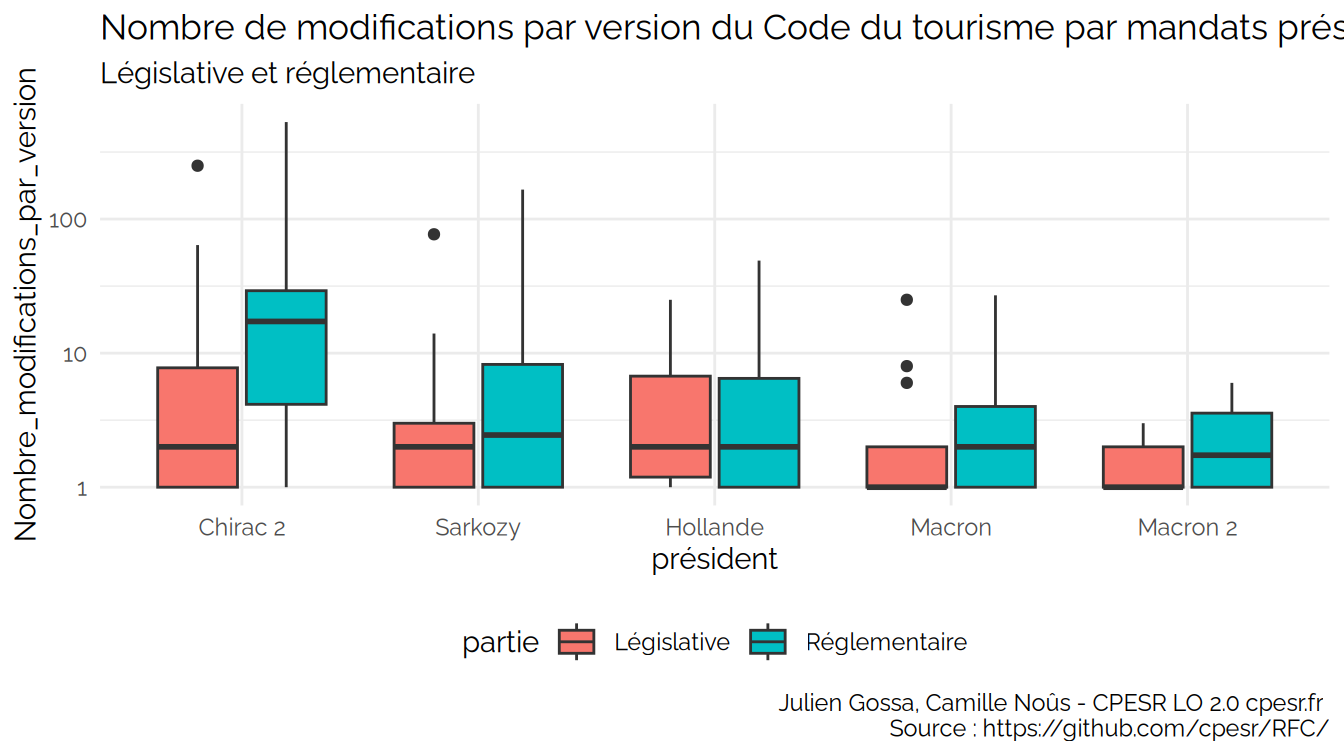 Nombre de modifications par version du Code du tourisme par mandats prés
Législative et réglementaire
Nombre_modifications_par_version
100
10
1
Chirac 2 Sarkozy Hollande Macron Macron 2
président
partie Législative Réglementaire
Julien Gossa, Camille Noûs - CPESR LO 2.0 cpesr.fr
Source : https://github.com/cpesr/RFC/